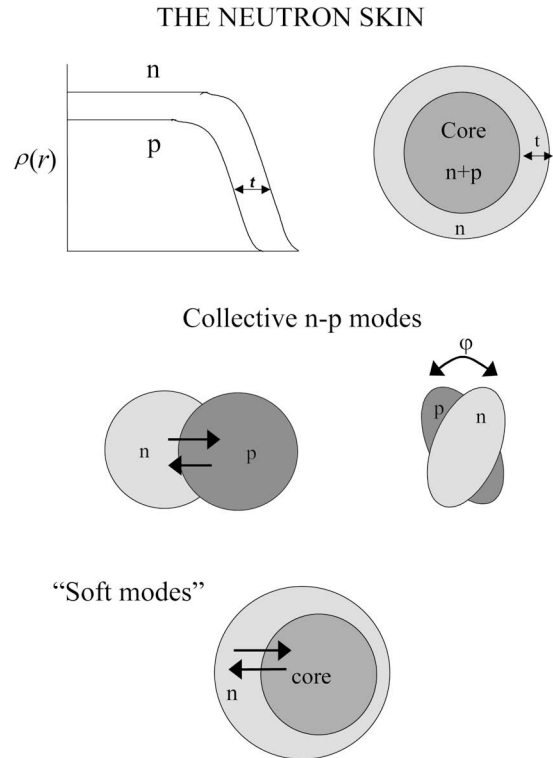 THE NEUTRON SKIN
n
p
ρ(r)
t
Core
n+p
t
n
Collective n-p modes
n
p
φ
p
n
“Soft modes”
n
core